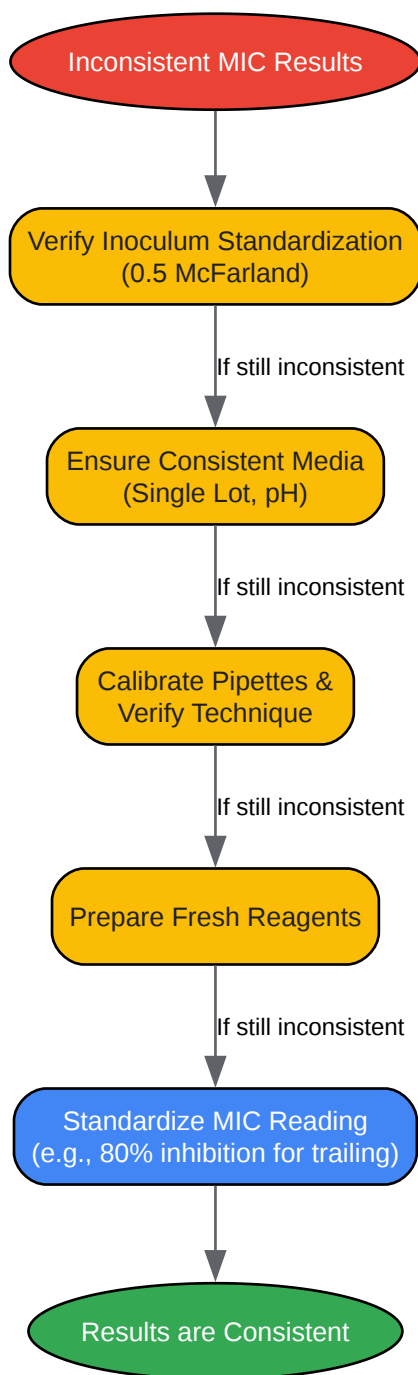 Inconsistent MIC Results
Verify Inoculum Standardization
(0.5 McFarland)
If still inconsistent
Ensure Consistent Media
(Single Lot, pH)
If still inconsistent
Calibrate Pipettes &
Verify Technique
If still inconsistent
Prepare Fresh Reagents
If still inconsistent
Standardize MIC Reading
(e.g., 80% inhibition for trailing)
Results are Consistent